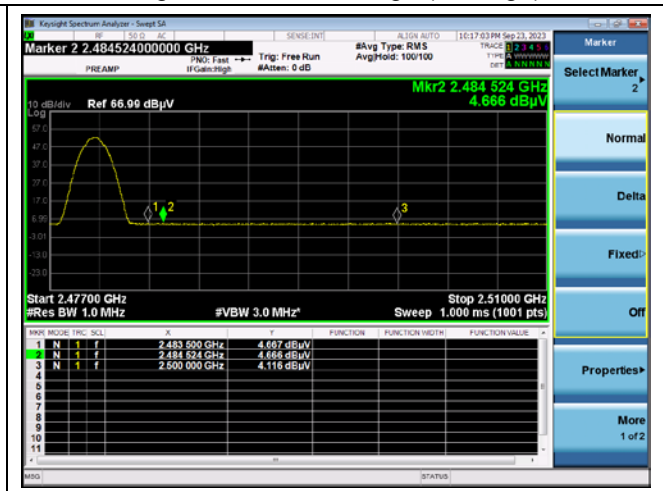 Keysight Spectrum Analyzer - Swept SA
RF 50 Ω AC SENSE:INT ALIGN AUTO 10:17:03 PM Sep 23, 2023
Marker 2 2.484524000000 GHz
PREAMP
PNO: Fast
IFGain:High
Trig: Free Run
#Atten: 0 dB
#Avg Type: RMS
Avg|Hold: 100/100
TRACE 1 2 3 4 5 6
TYPE A WWWWW
DET A N N N N N
Mkr2 2.484 524 GHz
4.666 dBµV
10 dB/div Ref 66.99 dBµV
Log
57.0
47.0
37.0
27.0
17.0
6.99
-3.01
-13.0
-23.0
1 2 3
Start 2.47700 GHz Stop 2.51000 GHz
#Res BW 1.0 MHz #VBW 3.0 MHz* Sweep 1.000 ms (1001 pts)
MKR MODE TRC SCL X Y FUNCTION FUNCTION WIDTH FUNCTION VALUE
1 N 1 f 2.483 500 GHz 4.667 dBµV
2 N 1 f 2.484 524 GHz 4.666 dBµV
3 N 1 f 2.500 000 GHz 4.116 dBµV
4
5
6
7
8
9
10
11
MSG STATUS
Marker
Select Marker
2
Normal
Delta
Fixed
Off
Properties
More
1 of 2